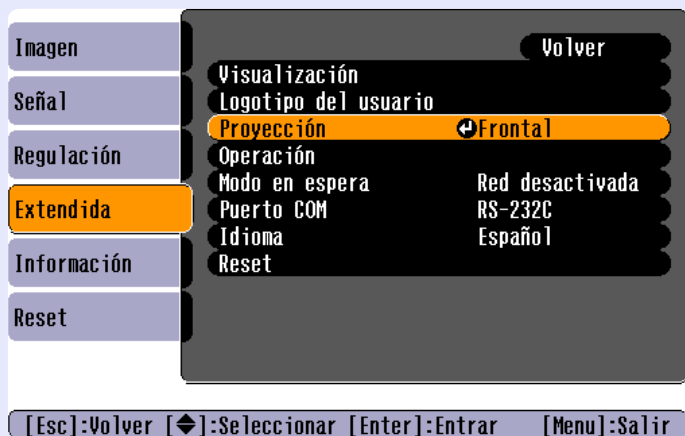 Imagen
Señal
Regulación
Extendida
Información
Reset
Volver
Visualización
Logotipo del usuario
Proyección Frontal
Operación
Modo en espera Red desactivada
Puerto COM RS-232C
Idioma Español
Reset
[Esc]:Volver [◆]:Seleccionar [Enter]:Entrar [Menu]:Salir